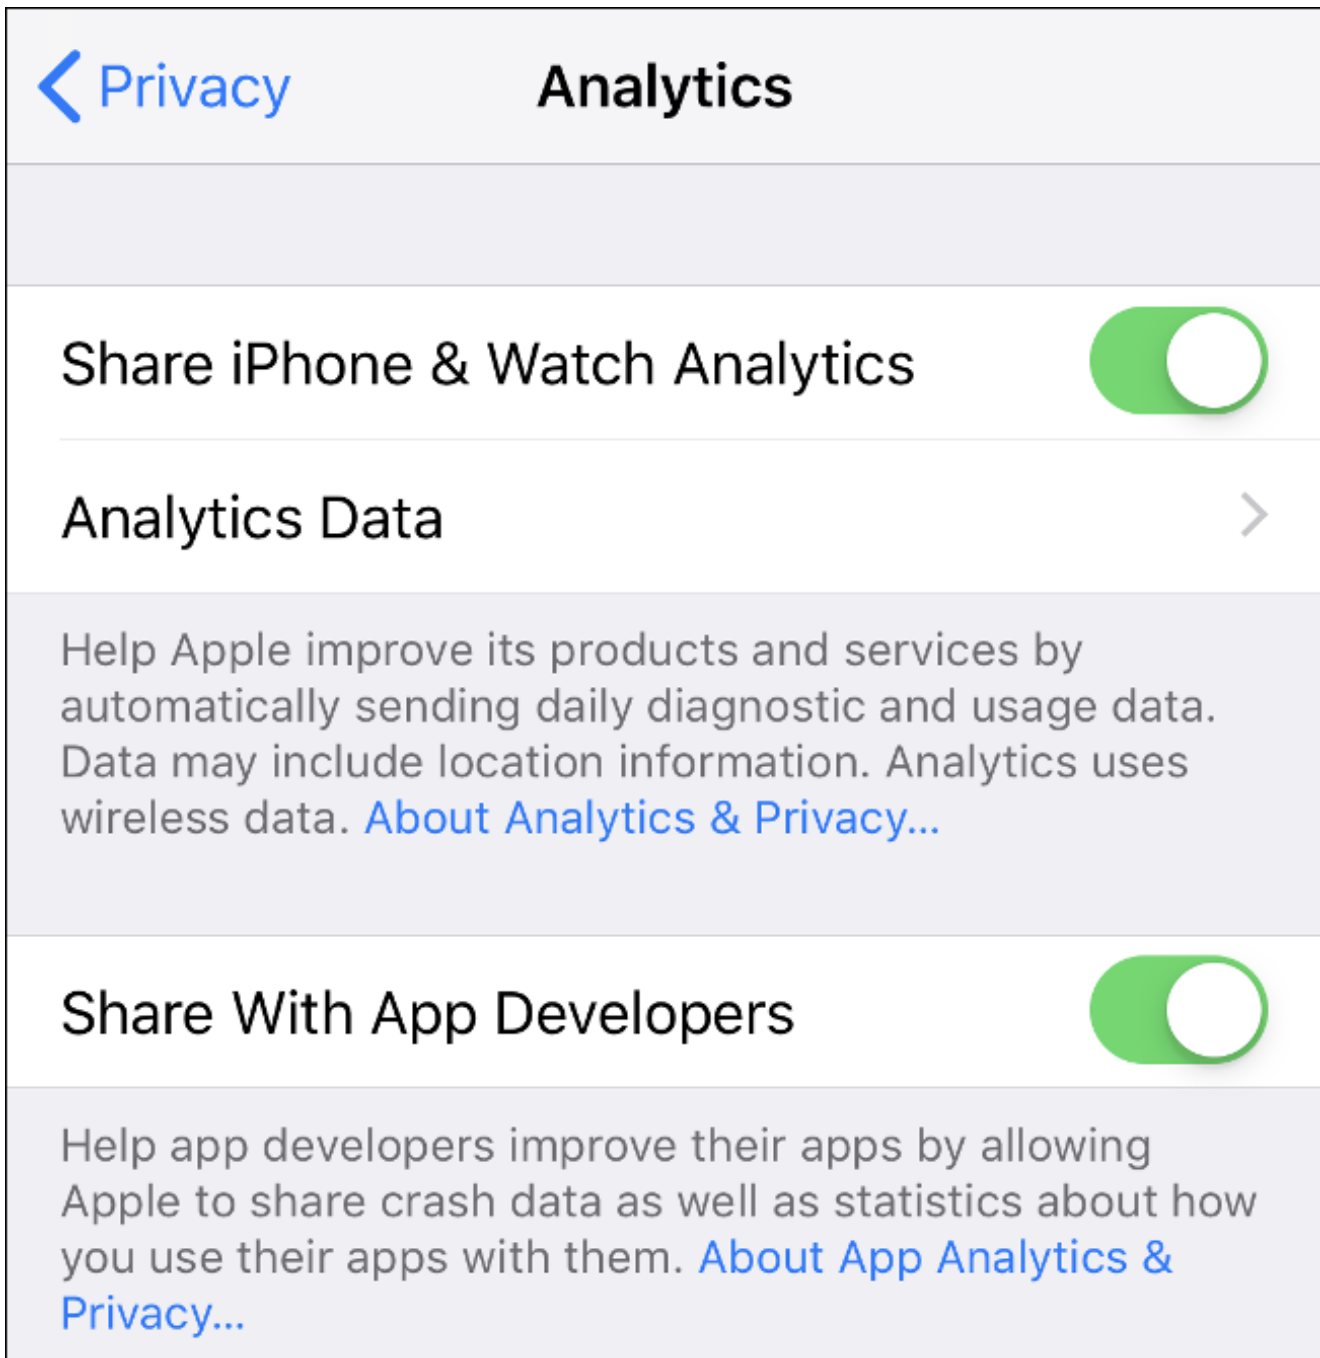 Privacy
Analytics
Share iPhone & Watch Analytics
Analytics Data
Help Apple improve its products and services by
automatically sending daily diagnostic and usage data.
Data may include location information. Analytics uses
wireless data. About Analytics & Privacy...
Share With App Developers
Help app developers improve their apps by allowing
Apple to share crash data as well as statistics about how
you use their apps with them. About App Analytics &
Privacy...